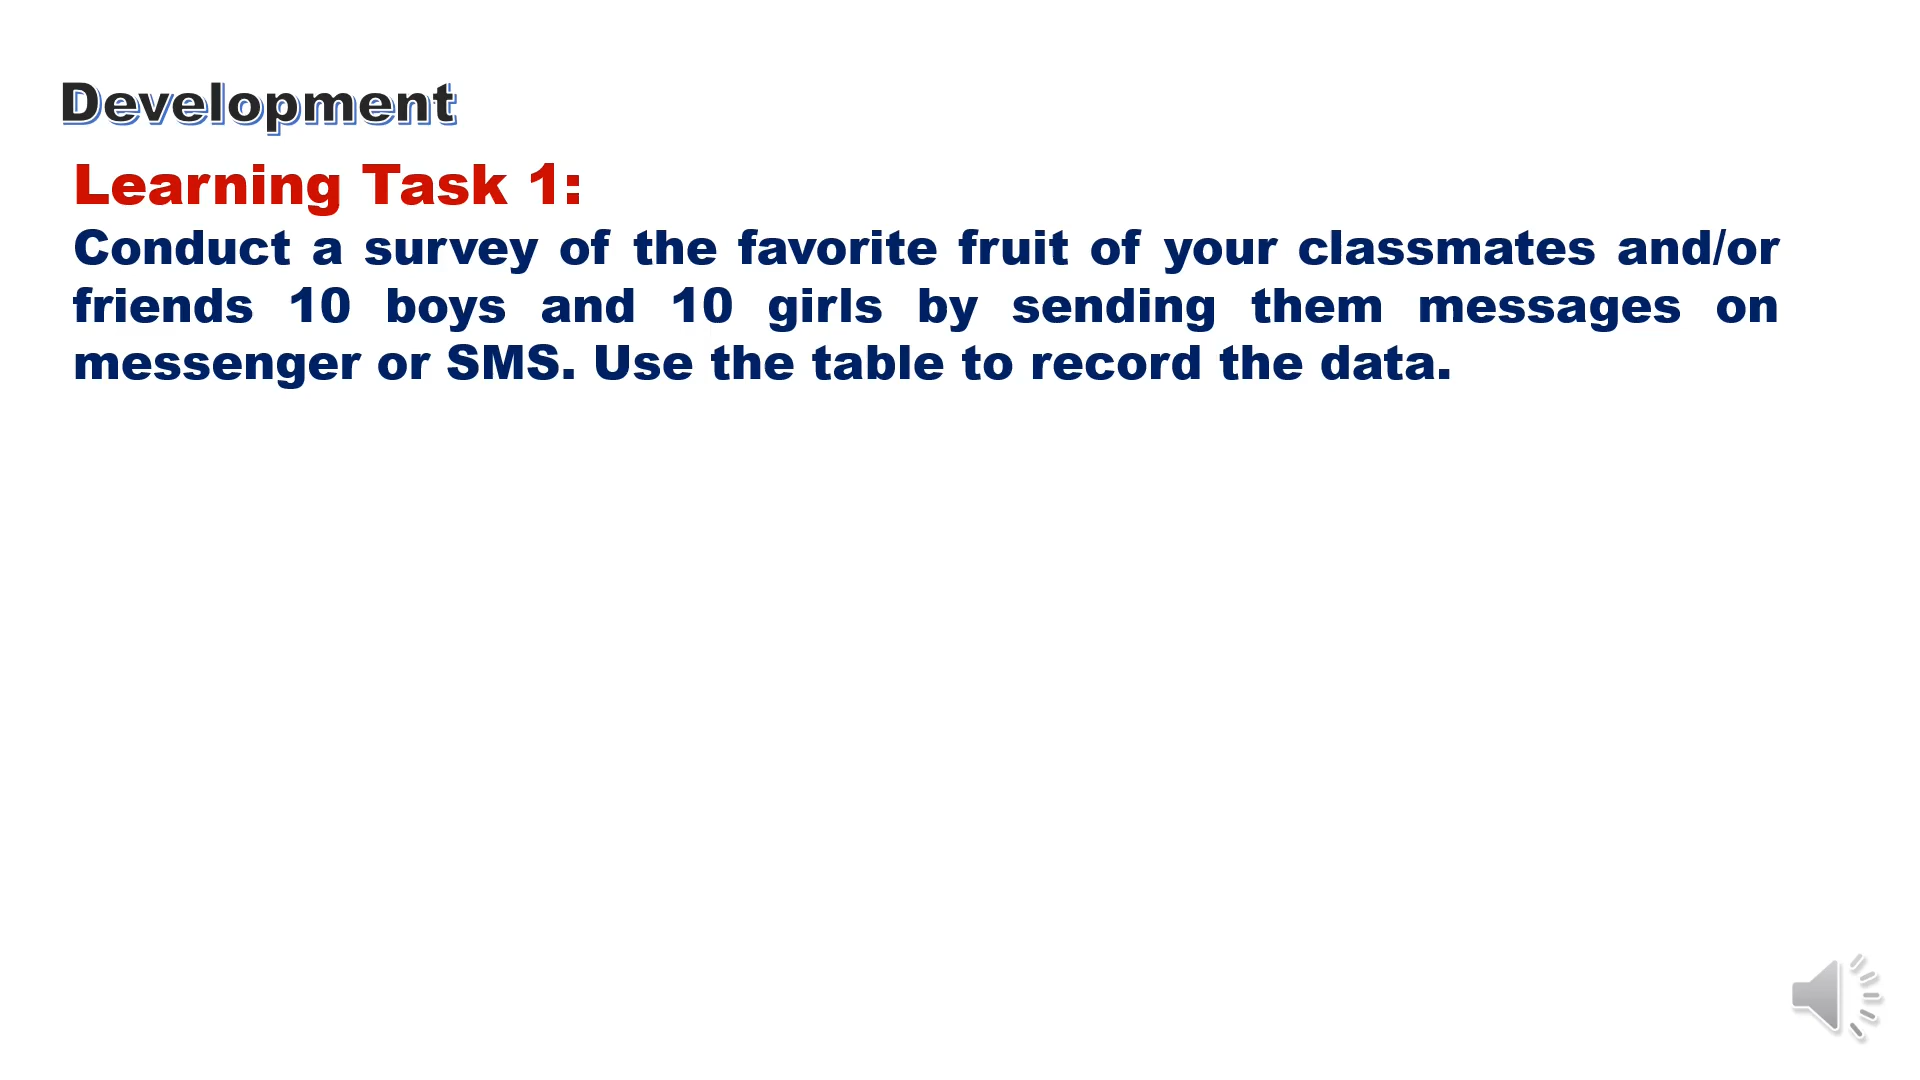 Development
Learning Task 1:
Conduct a survey of the favorite fruit of your classmates and/or
friends 10 boys and 10 girls by sending them messages on
messenger or SMS. Use the table to record the data.